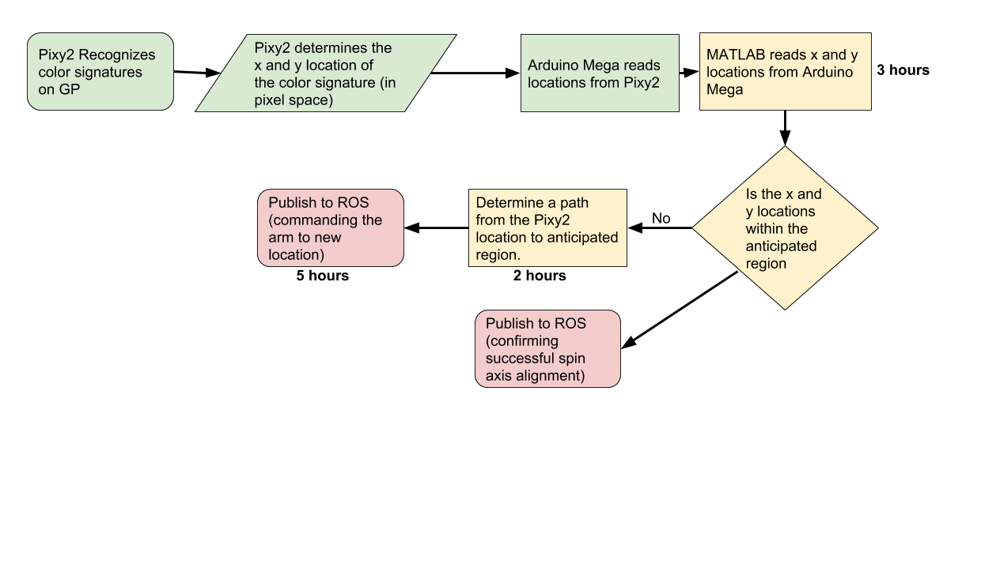 Pixy2 Recognizes
color signatures
on GP
Pixy2 determines the
x and y location of
the color signature (in
pixel space)
Arduino Mega reads
locations from Pixy2
MATLAB reads x and y
locations from Arduino
Mega
3 hours
Is the x and
y locations
within the
anticipated
region
No
Determine a path
from the Pixy2
location to anticipated
region.
2 hours
Publish to ROS
(commanding the
arm to new
location)
5 hours
Publish to ROS
(confirming
successful spin
axis alignment)